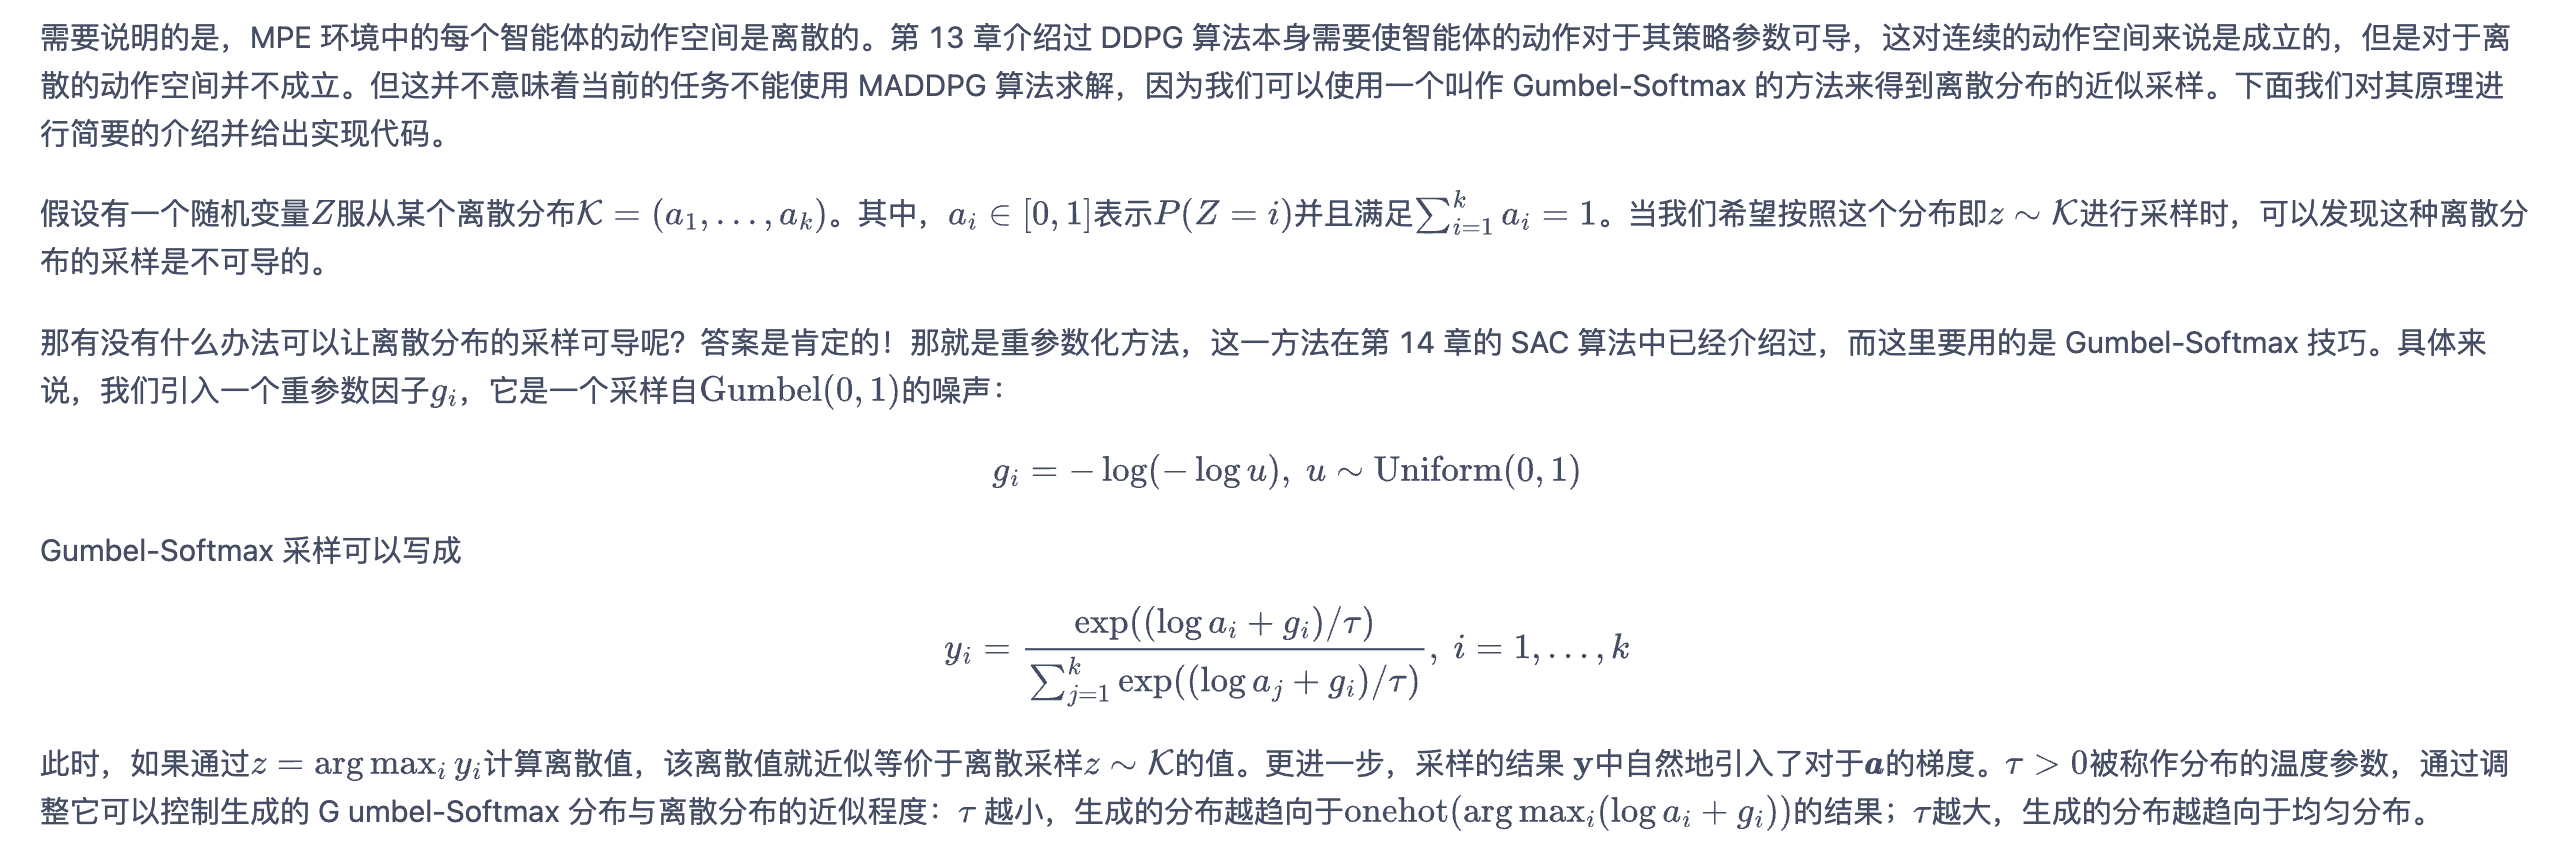 需要说明的是，MPE 环境中的每个智能体的动作空间是离散的。第 13 章介绍过 DDPG 算法本身需要使智能体的动作对于其策略参数可导，这对连续的动作空间来说是成立的，但是对于离
散的动作空间并不成立。但这并不意味着当前的任务不能使用 MADDPG 算法求解，因为我们可以使用一个叫作 Gumbel-Softmax 的方法来得到离散分布的近似采样。下面我们对其原理进
行简要的介绍并给出实现代码。
假设有一个随机变量$Z$服从某个离散分布$\mathcal{K} = (a_1, \ldots, a_k)$。其中，$a_i \in [0, 1]$表示$P(Z = i)$并且满足$\sum_{i=1}^{k} a_i = 1$。当我们希望按照这个分布即$z \sim \mathcal{K}$进行采样时，可以发现这种离散分
布的采样是不可导的。
那有没有什么办法可以让离散分布的采样可导呢？答案是肯定的！那就是重参数化方法，这一方法在第 14 章的 SAC 算法中已经介绍过，而这里要用的是 Gumbel-Softmax 技巧。具体来
说，我们引入一个重参数因子$g_i$，它是一个采样自$\mathrm{Gumbel}(0, 1)$的噪声：
$g_i = -\log(-\log u), \; u \sim \mathrm{Uniform}(0, 1)$
Gumbel-Softmax 采样可以写成
$y_i = \frac{\exp((\log a_i + g_i)/\tau)}{\sum_{j=1}^{k} \exp((\log a_j + g_i)/\tau)}, \; i = 1, \ldots, k$
此时，如果通过$z = \arg\max_i y_i$计算离散值，该离散值就近似等价于离散采样$z \sim \mathcal{K}$的值。更进一步，采样的结果 $\mathbf{y}$中自然地引入了对于$\boldsymbol{a}$的梯度。$\tau > 0$被称作分布的温度参数，通过调
整它可以控制生成的 G umbel-Softmax 分布与离散分布的近似程度：$\tau$ 越小，生成的分布越趋向于$\mathrm{onehot}(\arg\max_i(\log a_i + g_i))$的结果；$\tau$越大，生成的分布越趋向于均匀分布。